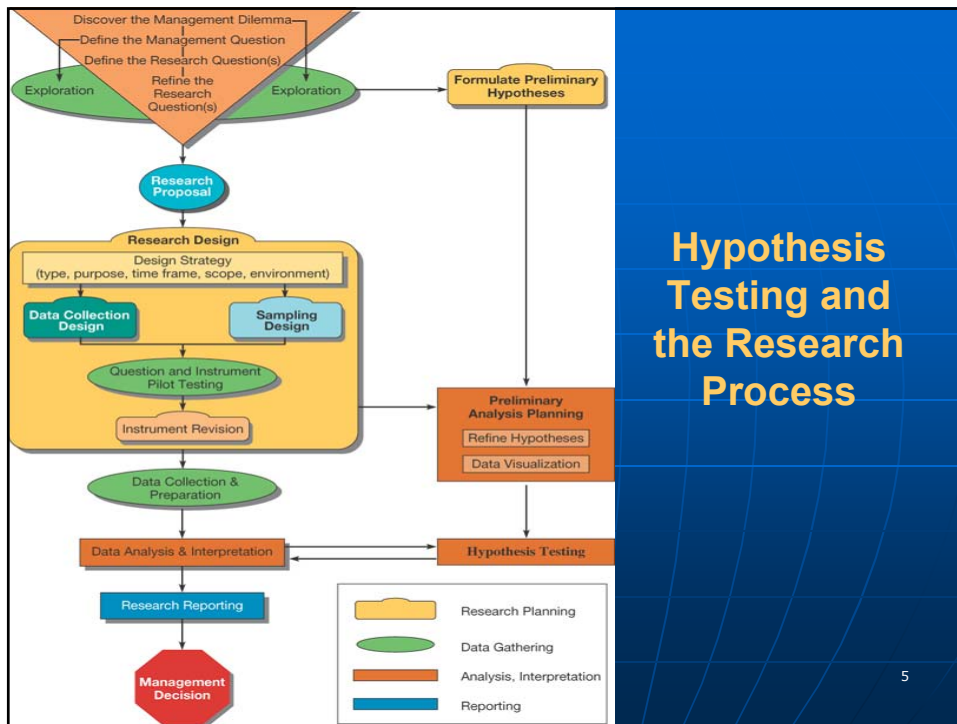 Discover the Management Dilemma
Define the Management Question
Define the Research Question(s)
Refine the
Research
Question(s)
Exploration
Exploration
Formulate Preliminary
Hypotheses
Research
Proposal
Research Design
Design Strategy
(type, purpose, time frame, scope, environment)
Data Collection
Design
Sampling
Design
Question and Instrument
Pilot Testing
Instrument Revision
Preliminary
Analysis Planning
Refine Hypotheses
Data Visualization
Data Collection &
Preparation
Data Analysis & Interpretation
Hypothesis Testing
Research Reporting
Management
Decision
Research Planning
Data Gathering
Analysis, Interpretation
Reporting
Hypothesis
Testing and
the Research
Process
5